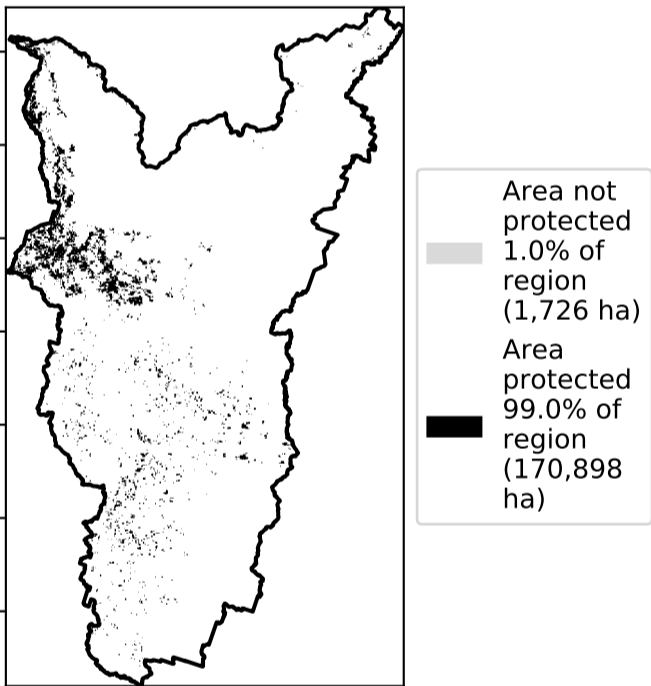 Area not
protected
1.0% of
region
(1,726 ha)
Area
protected
99.0% of
region
(170,898
ha)